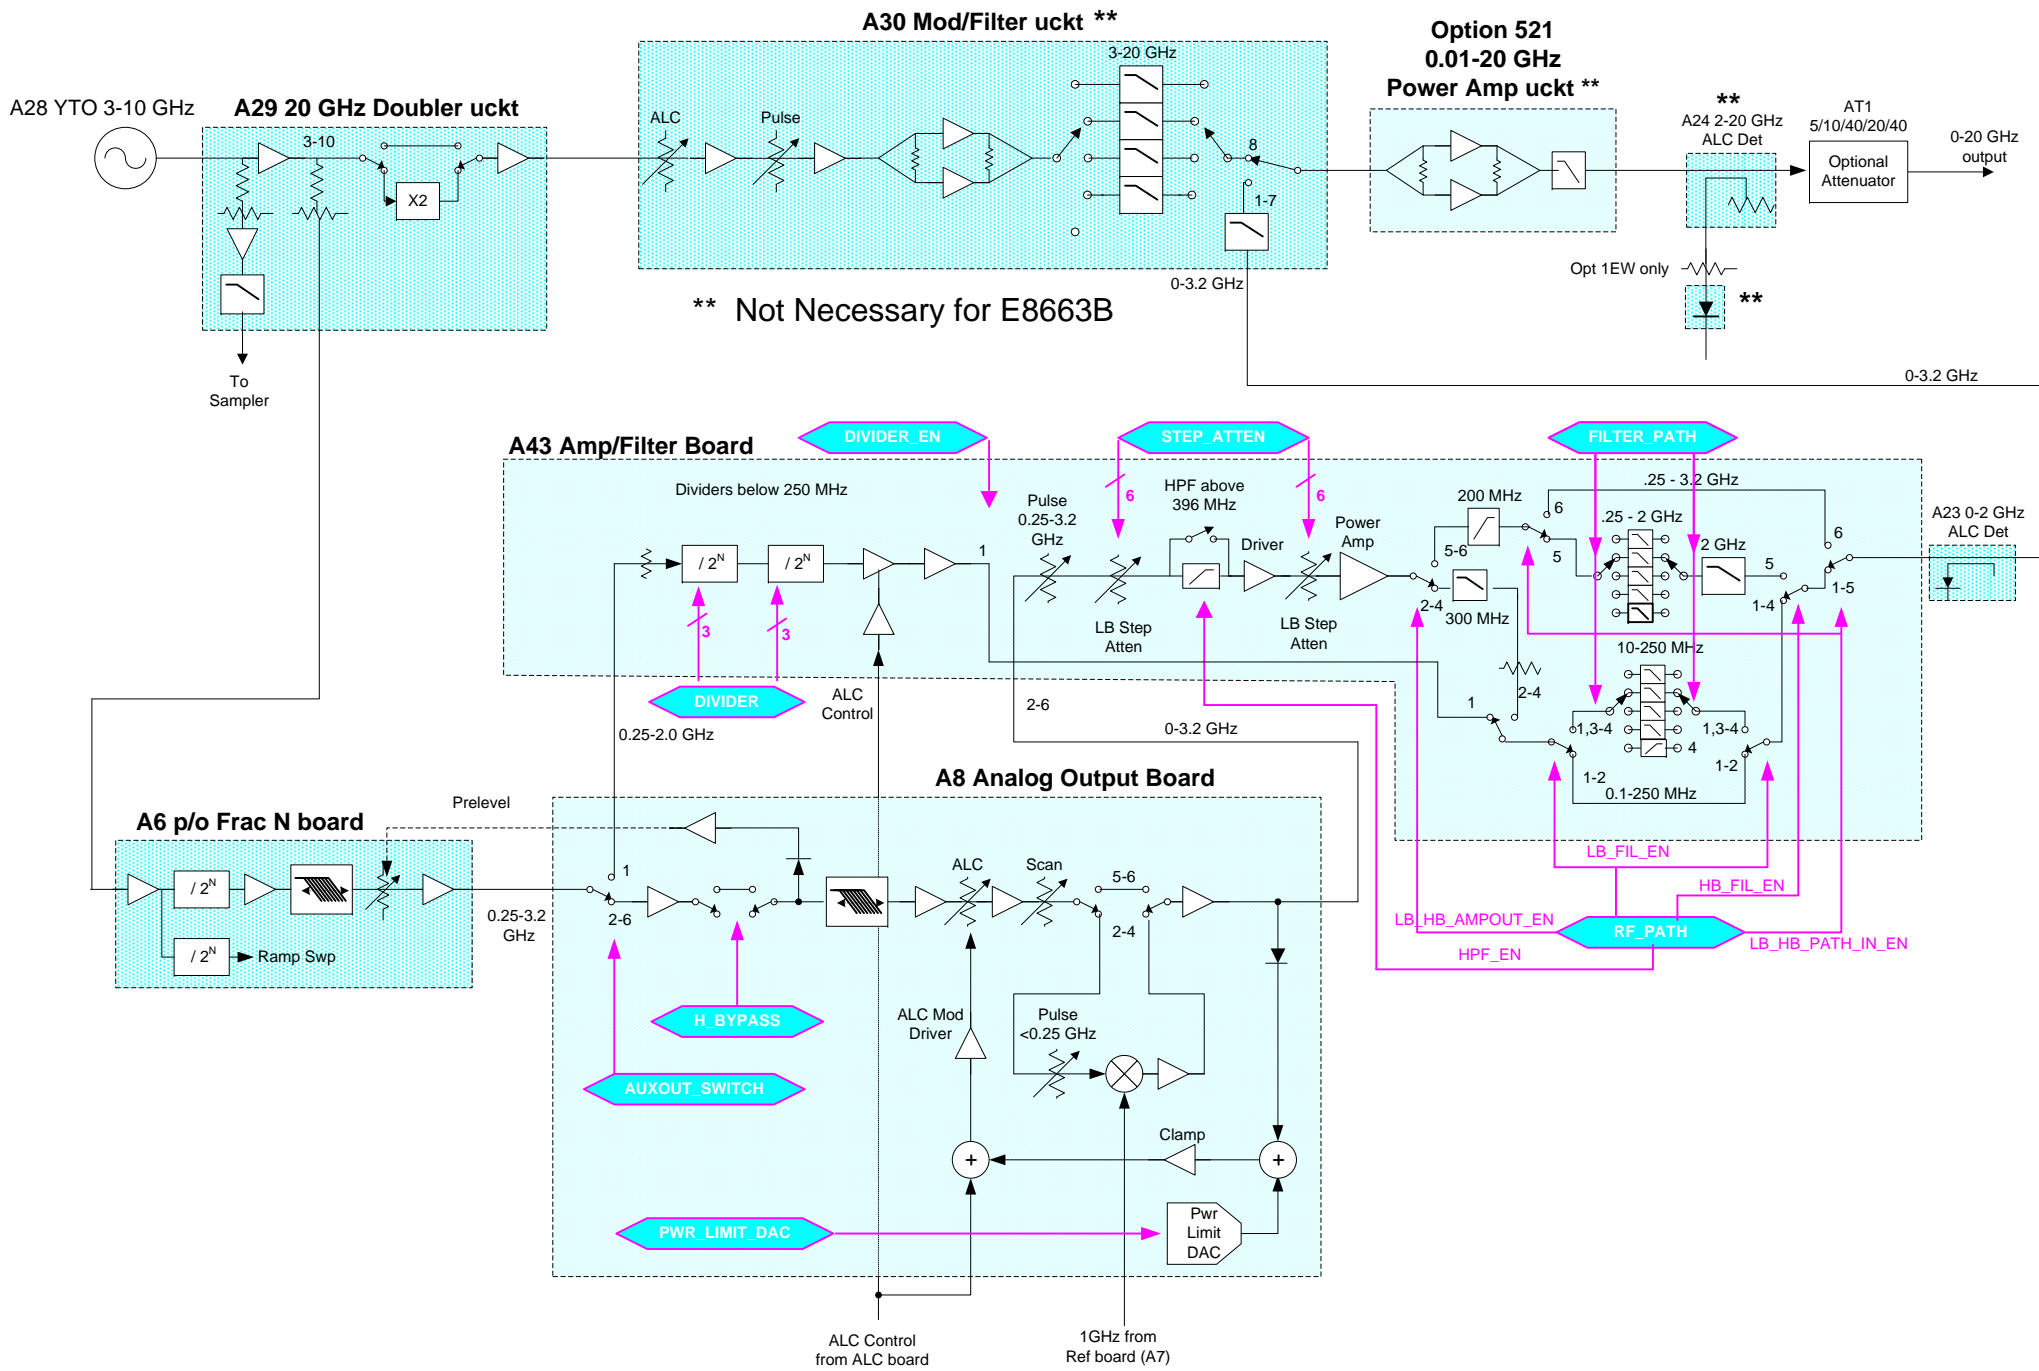 A30 Mod/Filter uckt **
Option 521
0.01-20 GHz
Power Amp uckt **
3-20 GHz
A28 YTO 3-10 GHz
A29 20 GHz Doubler uckt
3-10
X2
ALC
Pulse
8
1-7
**
A24 2-20 GHz
ALC Det
AT1
5/10/40/20/40
Optional
Attenuator
0-20 GHz
output
Opt 1EW only
**
0-3.2 GHz
** Not Necessary for E8663B
To
Sampler
0-3.2 GHz
A43 Amp/Filter Board
DIVIDER_EN
STEP_ATTEN
FILTER_PATH
Dividers below 250 MHz
Pulse
0.25-3.2
GHz
6
HPF above
396 MHz
6
Driver
Power
Amp
200 MHz
6
.25 - 3.2 GHz
.25 - 2 GHz
2 GHz
6
A23 0-2 GHz
ALC Det
/ 2N
/ 2N
1
5-6
5
5
2-4
300 MHz
1-4
1-5
3
3
LB Step
Atten
LB Step
Atten
10-250 MHz
DIVIDER
ALC
Control
2-6
1
2-4
1,3-4
1,3-4
4
0.25-2.0 GHz
0-3.2 GHz
1-2
1-2
0.1-250 MHz
A8 Analog Output Board
Prelevel
A6 p/o Frac N board
/ 2N
/ 2N
Ramp Swp
0.25-3.2
GHz
1
2-6
ALC
Scan
5-6
2-4
LB_FIL_EN
HB_FIL_EN
LB_HB_AMPOUT_EN
RF_PATH
LB_HB_PATH_IN_EN
HPF_EN
H_BYPASS
ALC Mod
Driver
Pulse
<0.25 GHz
AUXOUT_SWITCH
Clamp
+
+
PWR_LIMIT_DAC
Pwr
Limit
DAC
ALC Control
from ALC board
1GHz from
Ref board (A7)